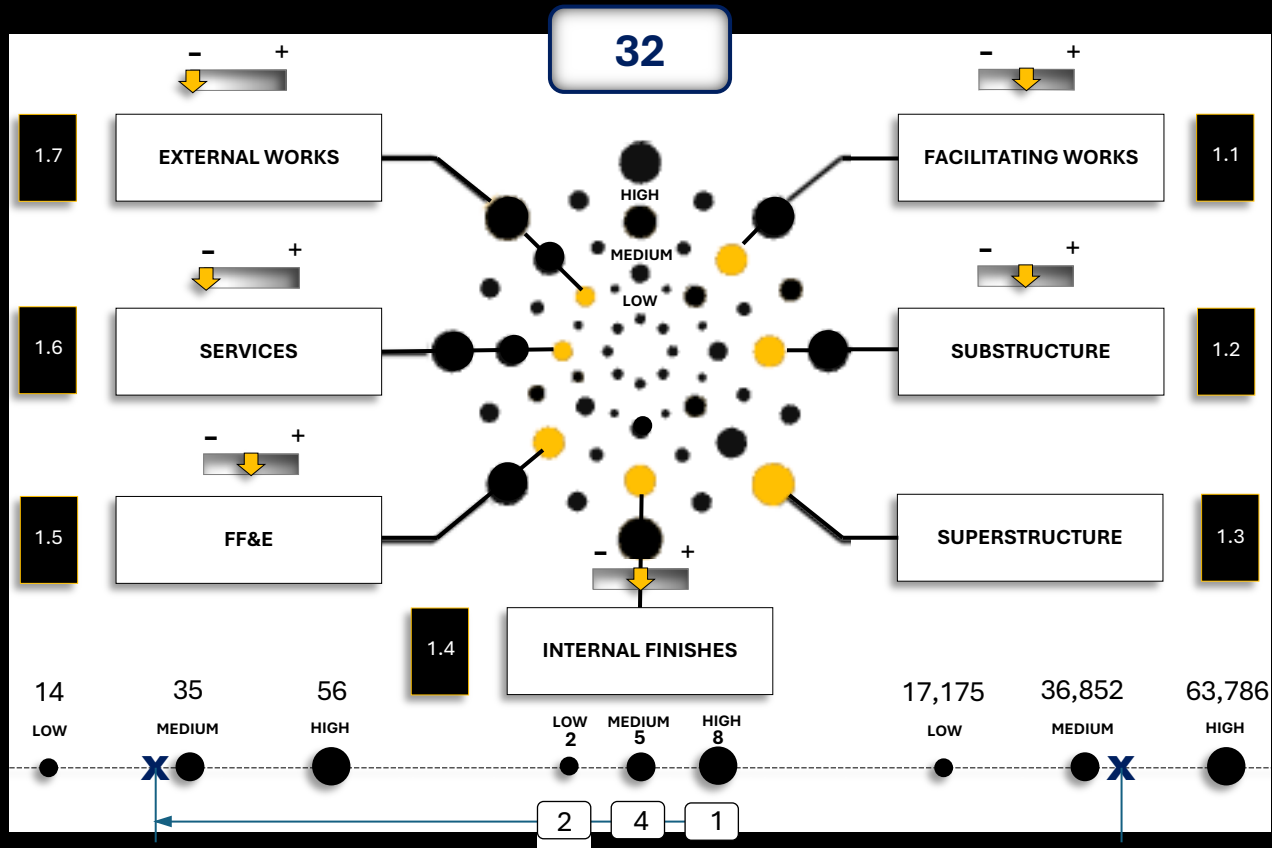 32
– +
– +
1.7
EXTERNAL WORKS
FACILITATING WORKS
1.1
HIGH
– +
– +
MEDIUM
LOW
1.6
SERVICES
SUBSTRUCTURE
1.2
– +
1.5
FF&E
SUPERSTRUCTURE
1.3
– +
1.4
INTERNAL FINISHES
14
35
56
17,175
36,852
63,786
LOW
MEDIUM
HIGH
LOW
2
MEDIUM
5
HIGH
8
LOW
MEDIUM
HIGH
X
X
2
4
1